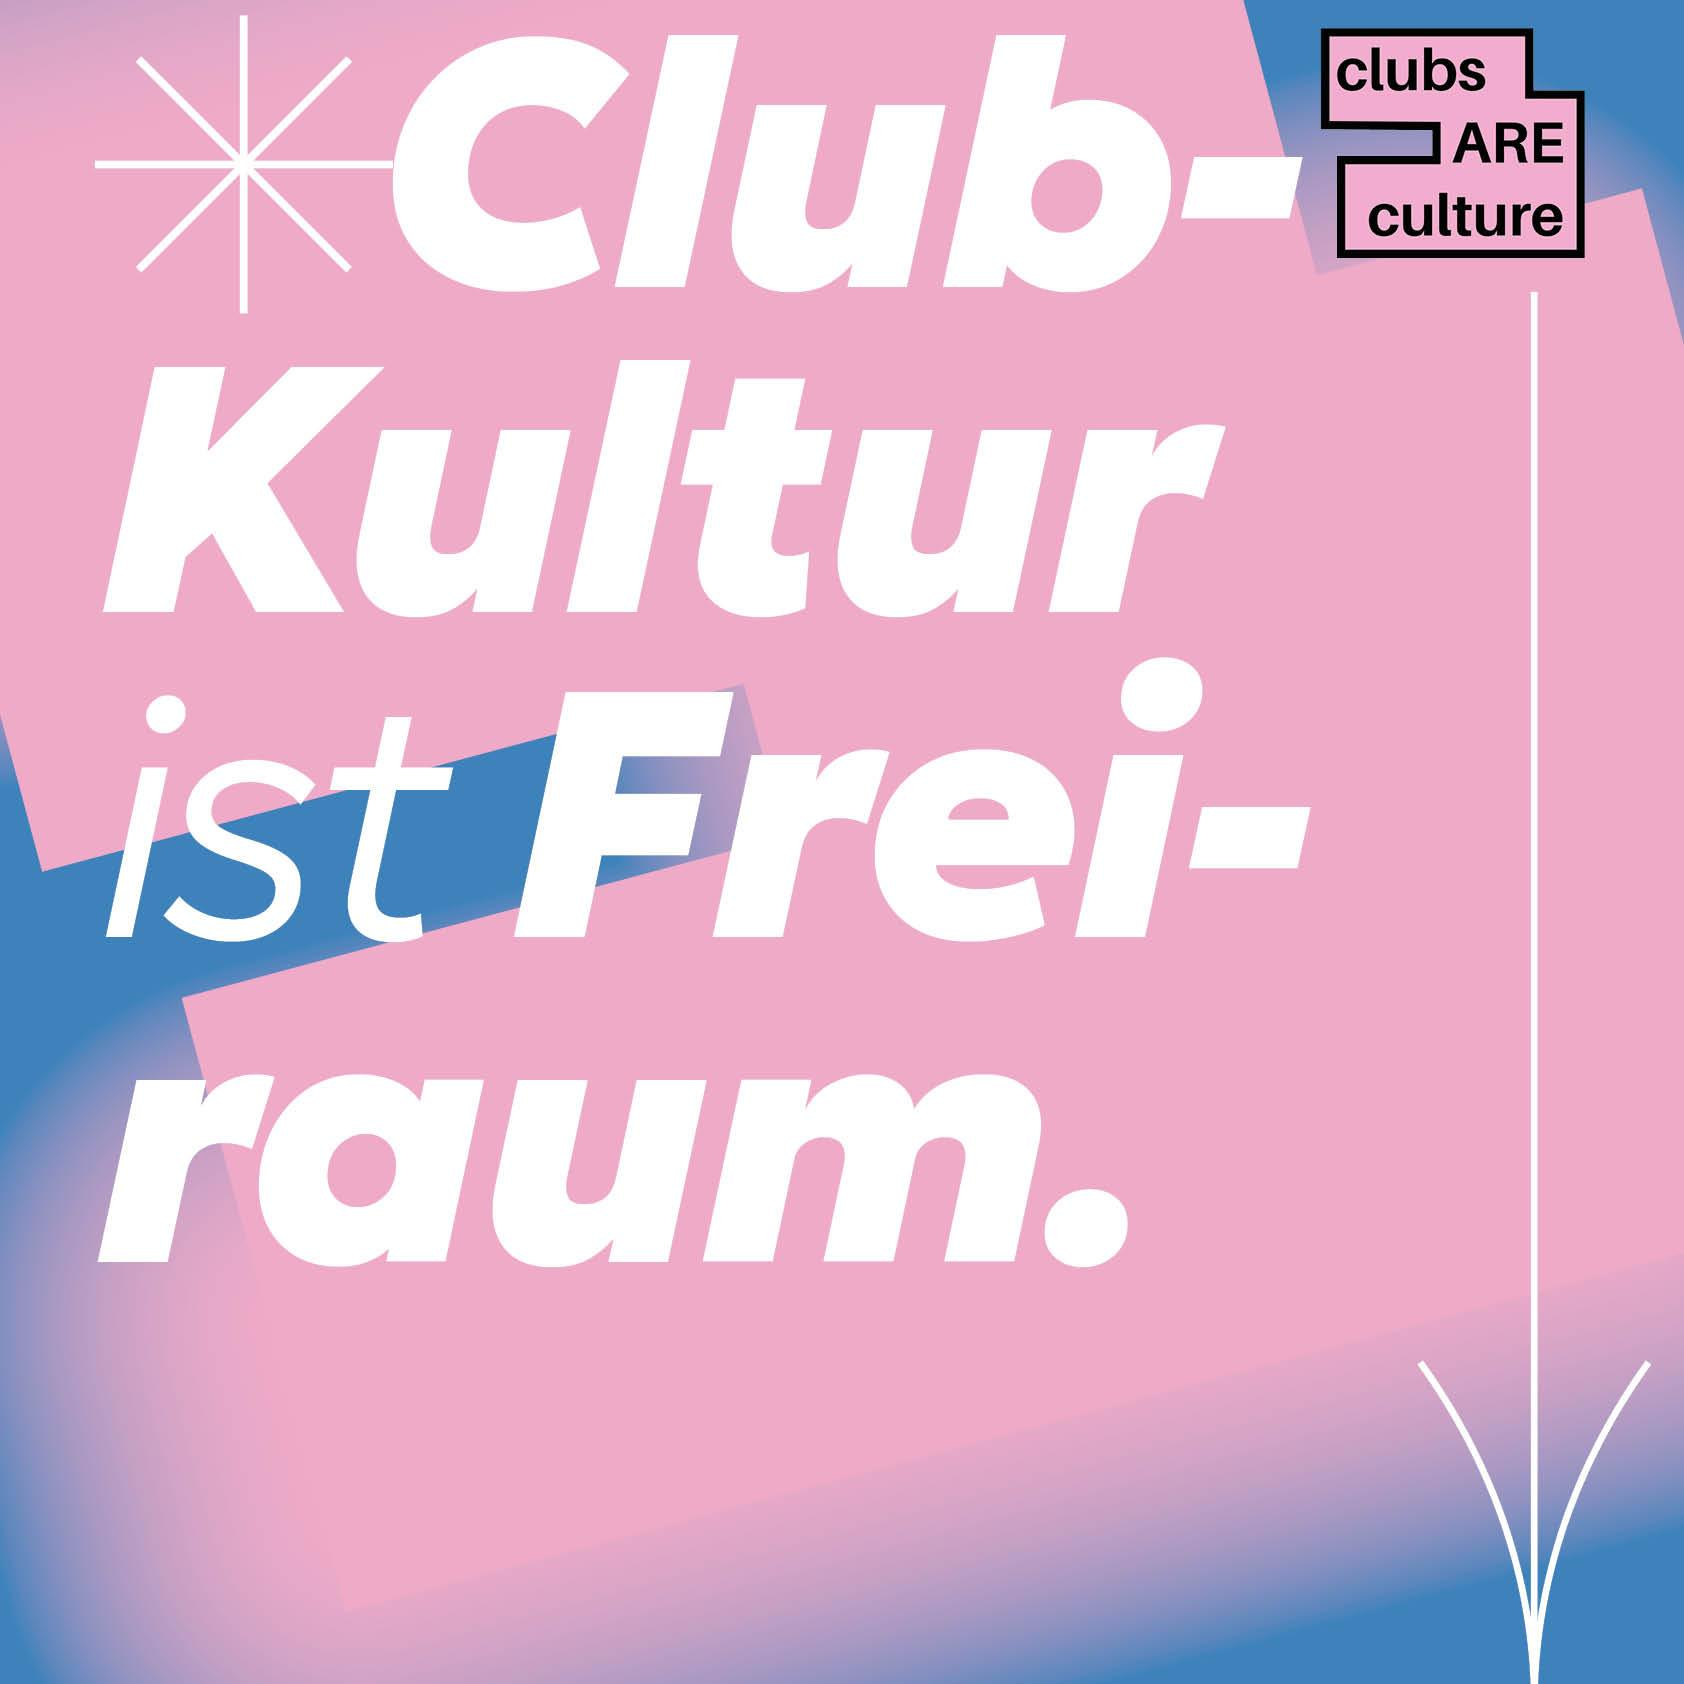 Club-
Kultur
ist Frei-
raum.
clubs
ARE
culture